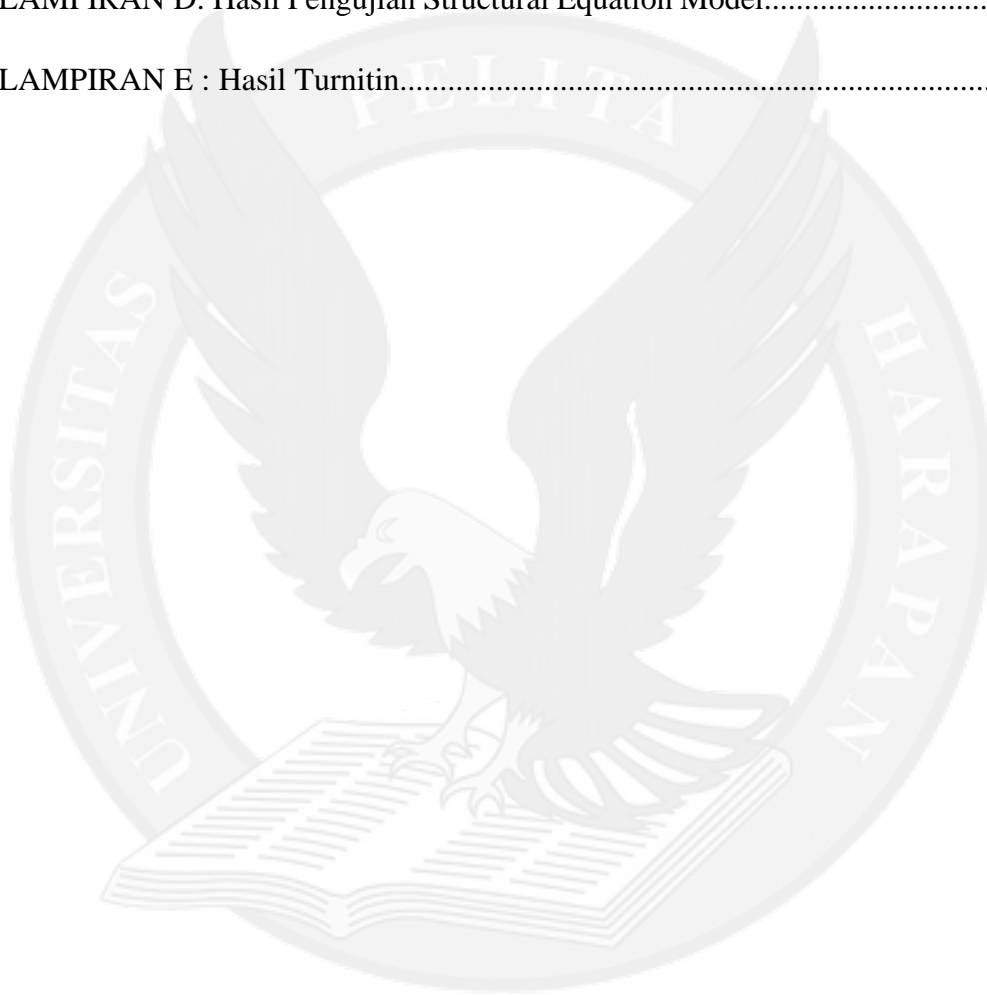 LAMPIRAN D: Hasil Pengujian Structural Equation Model............................
LAMPIRAN E : Hasil Turnitin..........................................................................
UNIVERSITAS PELITA HARAPAN